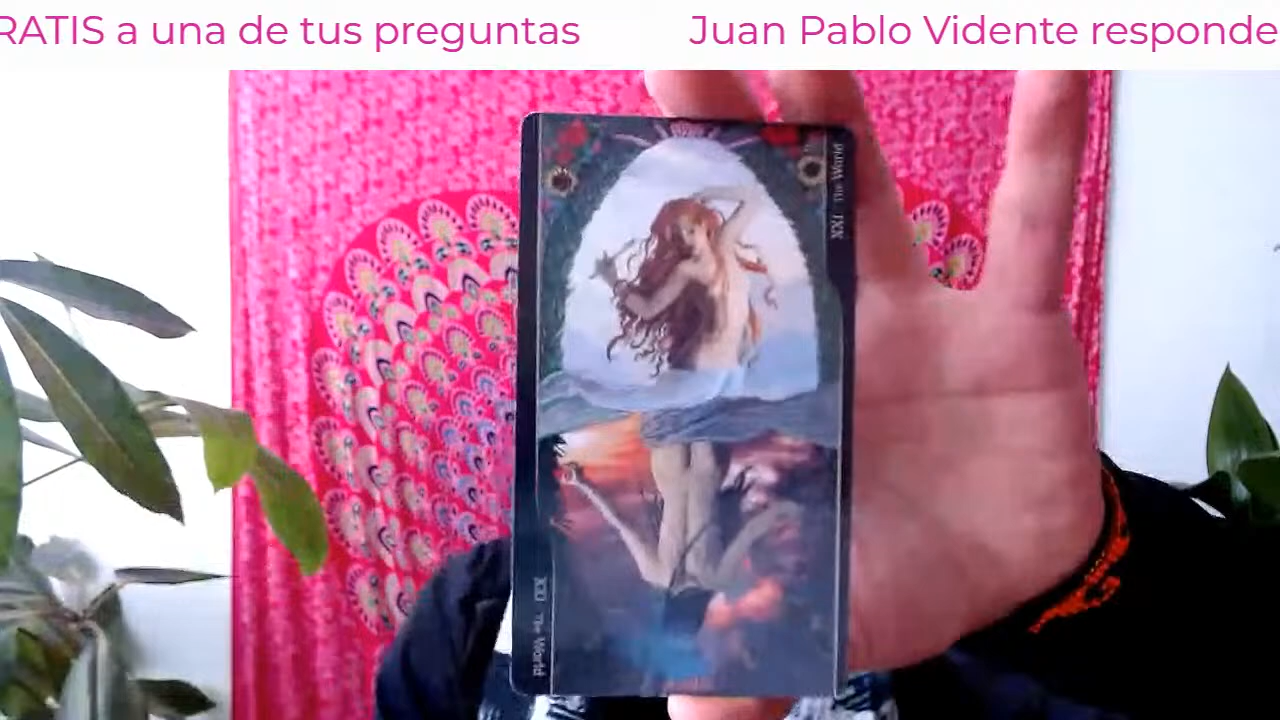 RATIS a una de tus preguntas Juan Pablo Vidente responde
XXI The World
XXI The World